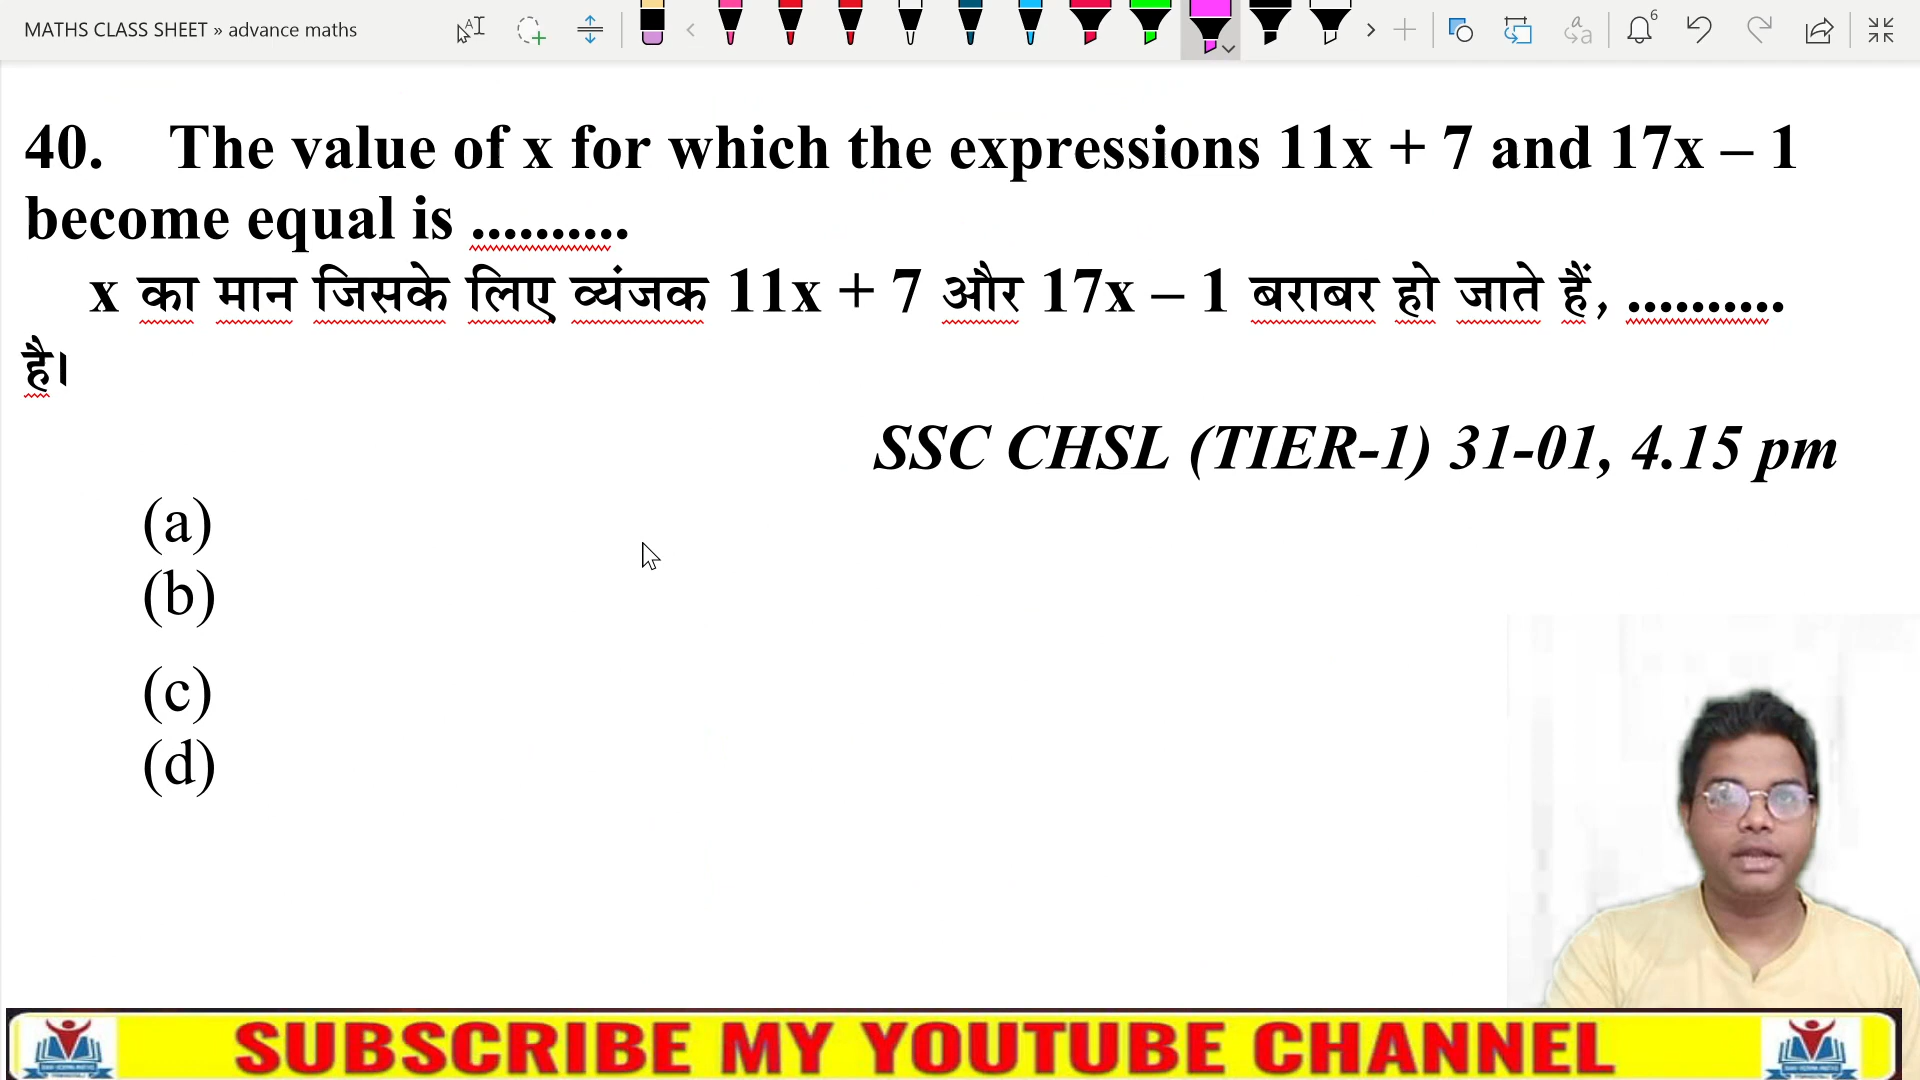 MATHS CLASS SHEET » advance maths
6
40. The value of x for which the expressions 11x + 7 and 17x – 1
become equal is ..........
x का मान जिसके लिए व्यंजक 11x + 7 और 17x – 1 बराबर हो जाते हैं, ..........
है।
SSC CHSL (TIER-1) 31-01, 4.15 pm
(a)
(b)
(c)
(d)
SUBSCRIBE MY YOUTUBE CHANNEL